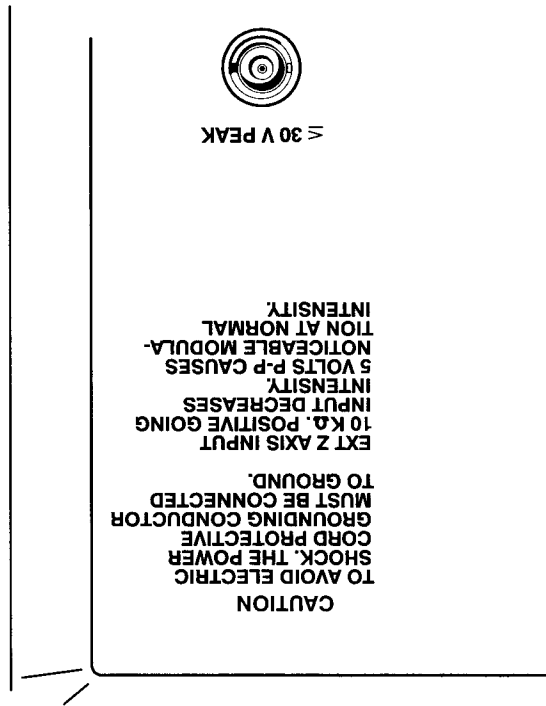 CAUTION
TO AVOID ELECTRIC
SHOCK. THE POWER
CORD PROTECTIVE
GROUNDING CONDUCTOR
MUST BE CONNECTED
TO GROUND.
EXT Z AXIS INPUT
10 KΩ. POSITIVE GOING
INPUT DECREASES
INTENSITY.
5 VOLTS P-P CAUSES
NOTICEABLE MODULA-
TION AT NORMAL
INTENSITY.
≤ 30 V PEAK